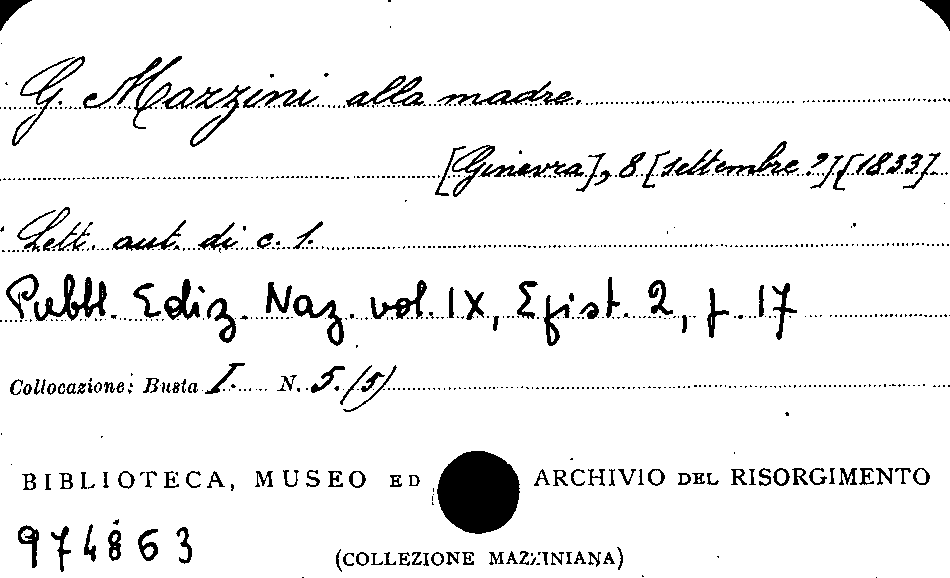 G. Mazzini alla madre.
[Ginevra], 8 [settembre ?] [1833].
Lett. aut. di c. 1.
Pubbl. Ediz. Naz. vol. IX, Epist. 2, p. 17
Collocazione: Busta I. N. 5. (5)
BIBLIOTECA, MUSEO ED ARCHIVIO DEL RISORGIMENTO
974863
(COLLEZIONE MAZZINIANA)